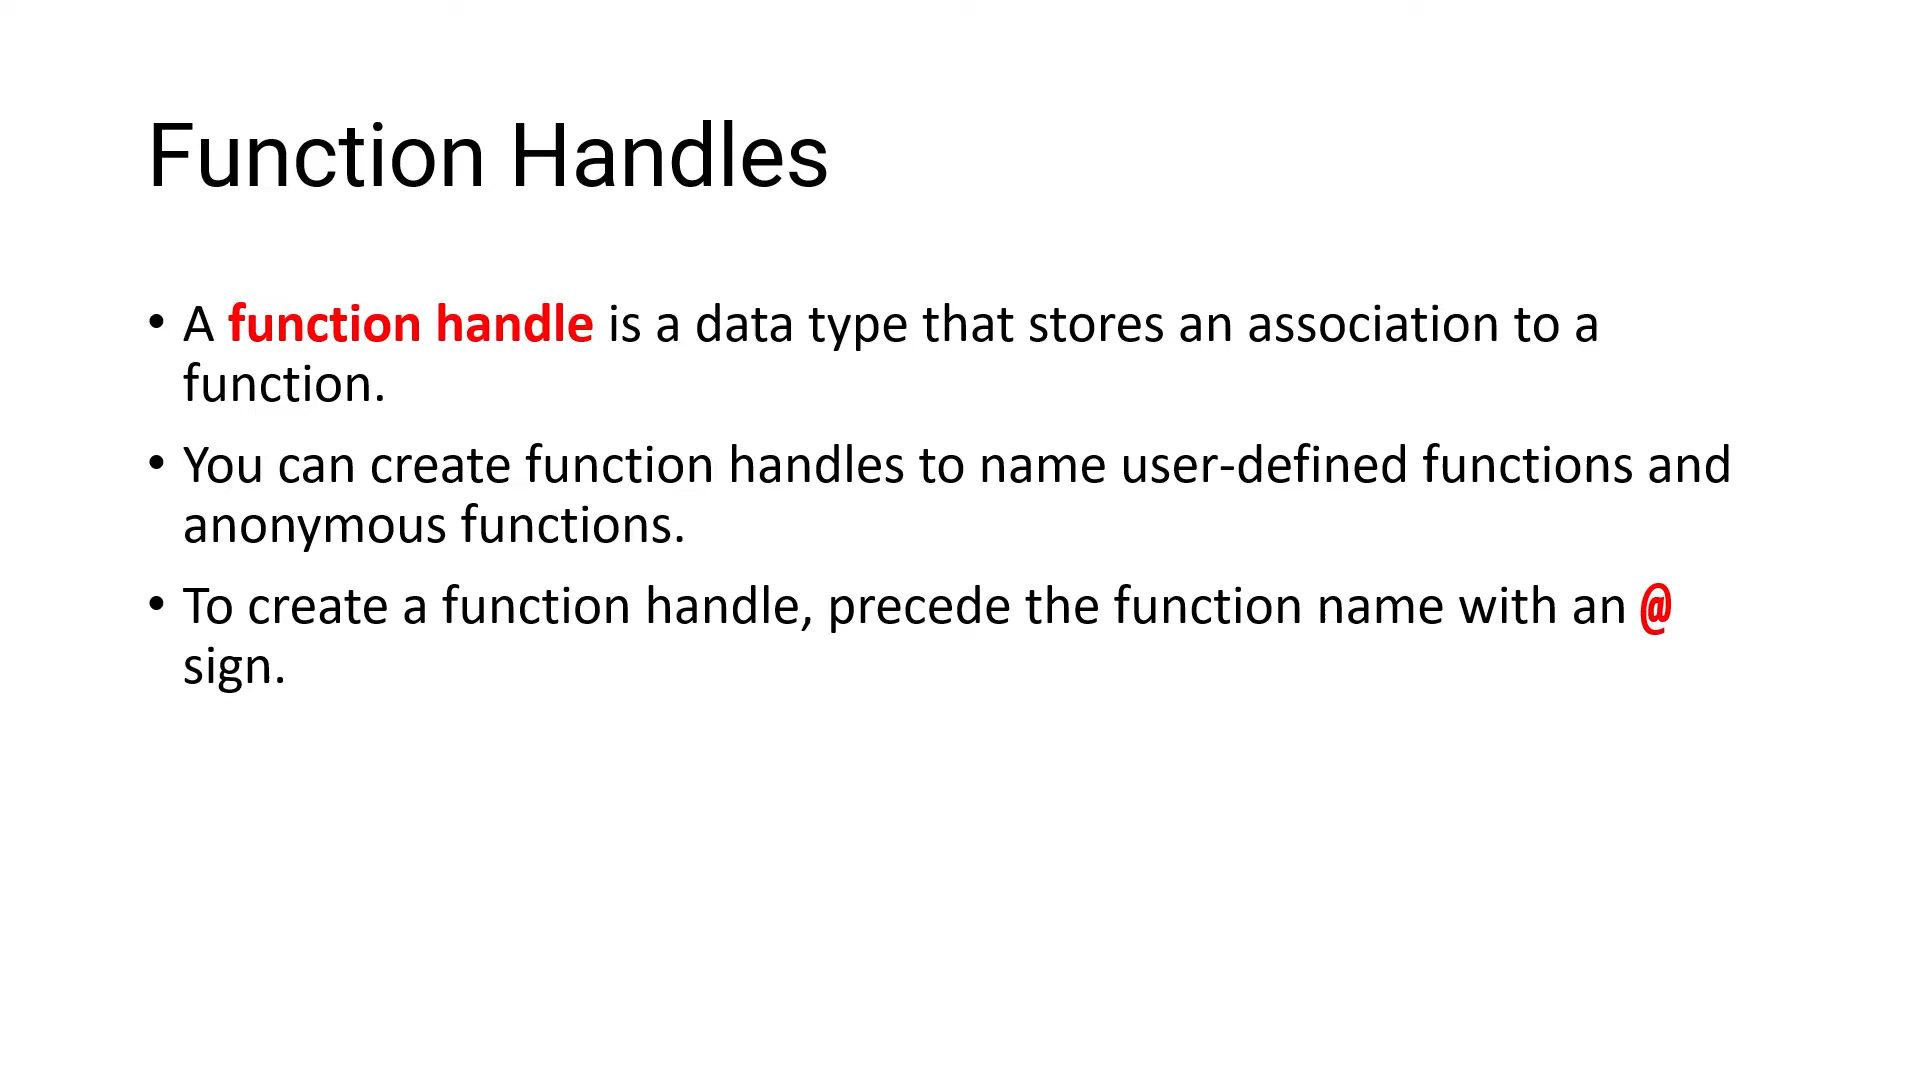 Function Handles
• A function handle is a data type that stores an association to a
function.
• You can create function handles to name user-defined functions and
anonymous functions.
• To create a function handle, precede the function name with an @
sign.